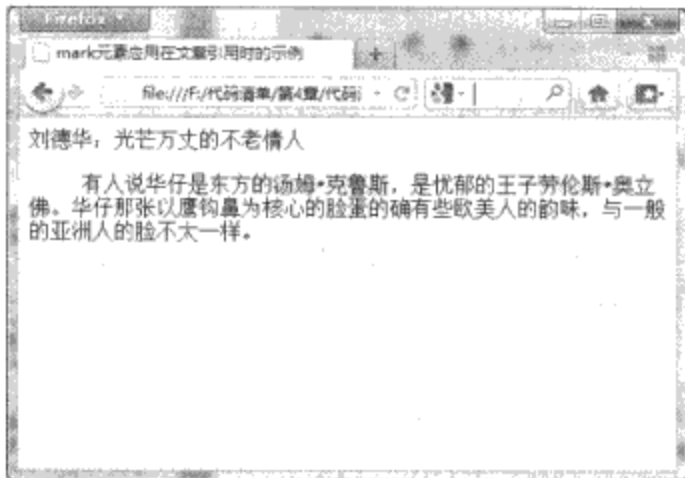 Firefox
mark元素应用在文章引用时的示例
file:///F:/代码清单/第4章/代码
刘德华：光芒万丈的不老情人
有人说华仔是东方的汤姆•克鲁斯，是忧郁的王子劳伦斯•奥立
佛。华仔那张以鹰钩鼻为核心的脸蛋的确有些欧美人的韵味，与一般
的亚洲人的脸不太一样。